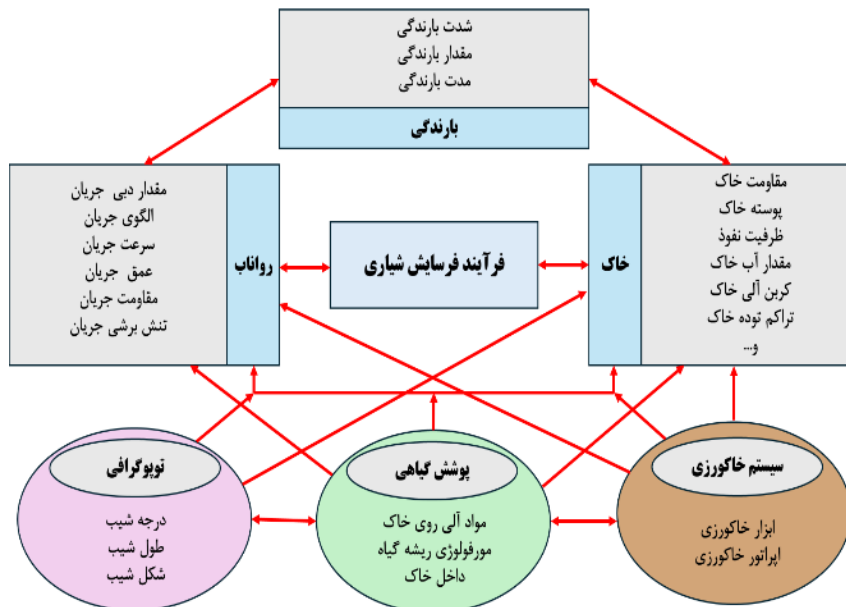 شدت بارندگی
مقدار بارندگی
مدت بارندگی
بارندگی
مقاومت خاک
پوسته خاک
ظرفیت نفوذ
مقدار آب خاک
کربن آلی خاک
تراکم توده خاک
و...
خاک
فرآیند فرسایش شیاری
رواناب
مقدار دبی جریان
الگوی جریان
سرعت جریان
عمق جریان
مقاومت جریان
تنش برشی جریان
سیستم خاکورزی
ابزار خاکورزی
اپراتور خاکورزی
پوشش گیاهی
مواد آلی روی خاک
مورفولوژی ریشه گیاه
داخل خاک
توپوگرافی
درجه شیب
طول شیب
شکل شیب